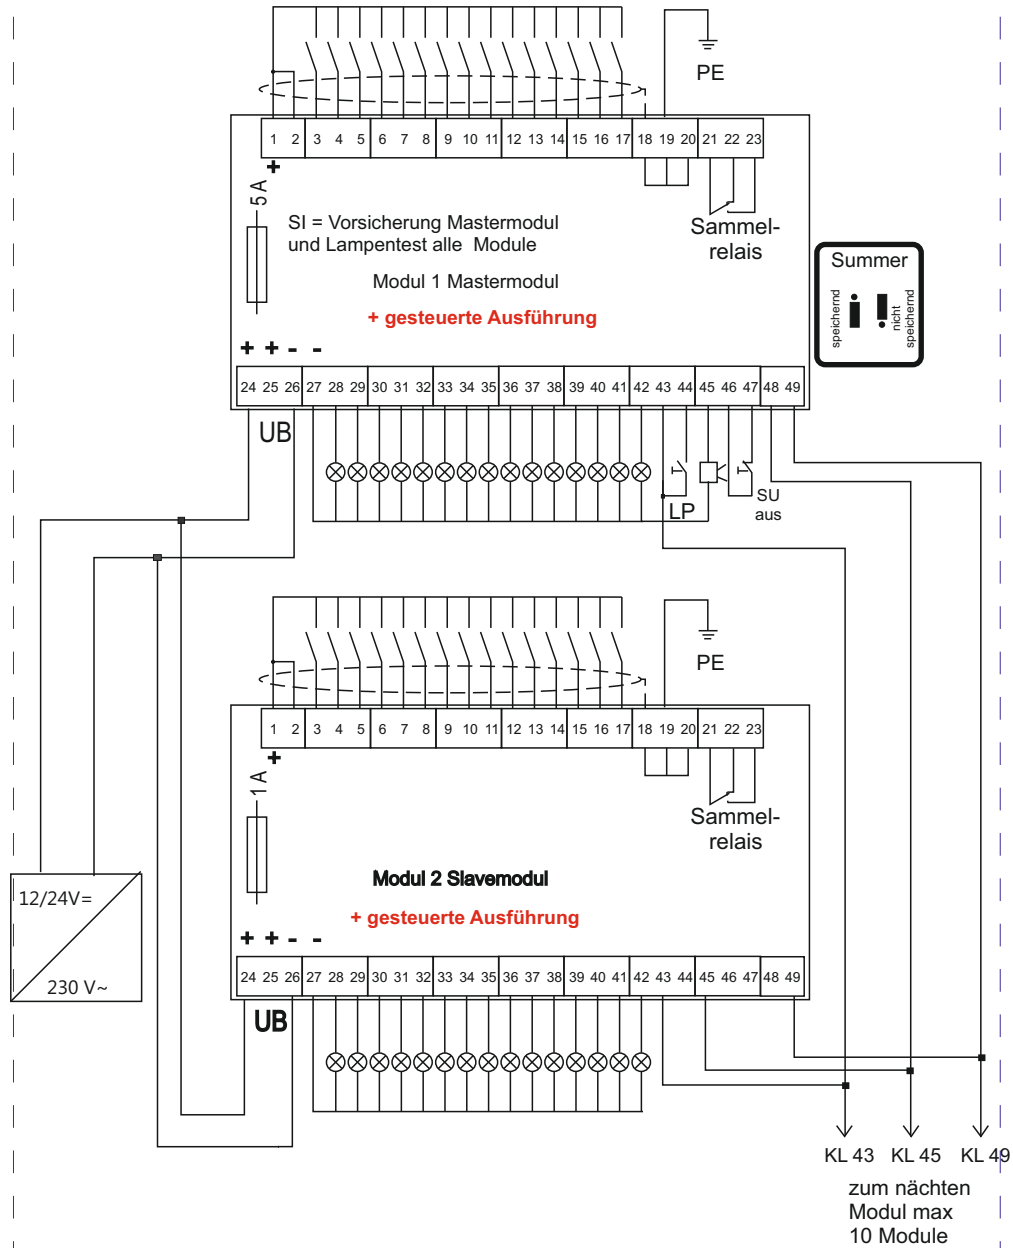 PE
1 2 3 4 5 6 7 8 9 10 11 12 13 14 15 16 17 18 19 20 21 22 23
+
5 A
SI = Vorsicherung Mastermodul
und Lampentest alle Module
Sammel-
relais
Modul 1 Mastermodul
+ gesteuerte Ausführung
Summer
speichernd
nicht
speichernd
+ + - -
24 25 26 27 28 29 30 31 32 33 34 35 36 37 38 39 40 41 42 43 44 45 46 47 48 49
UB
LP
SU
aus
PE
1 2 3 4 5 6 7 8 9 10 11 12 13 14 15 16 17 18 19 20 21 22 23
+
1 A
Sammel-
relais
Modul 2 Slavemodul
+ gesteuerte Ausführung
12/24V=
230 V~
+ + - -
24 25 26 27 28 29 30 31 32 33 34 35 36 37 38 39 40 41 42 43 44 45 46 47 48 49
UB
KL 43 KL 45 KL 49
zum nächten
Modul max
10 Module